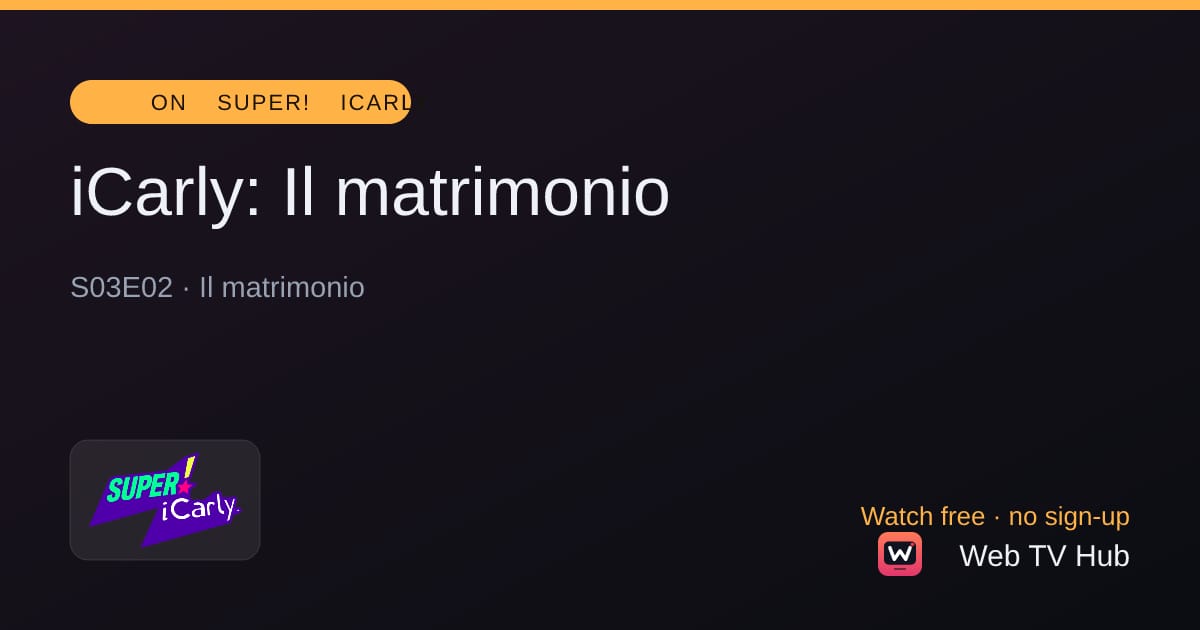 ON SUPER! ICARL
iCarly: Il matrimonio
S03E02 · Il matrimonio
SUPER!
iCarly
Watch free · no sign-up
W
Web TV Hub